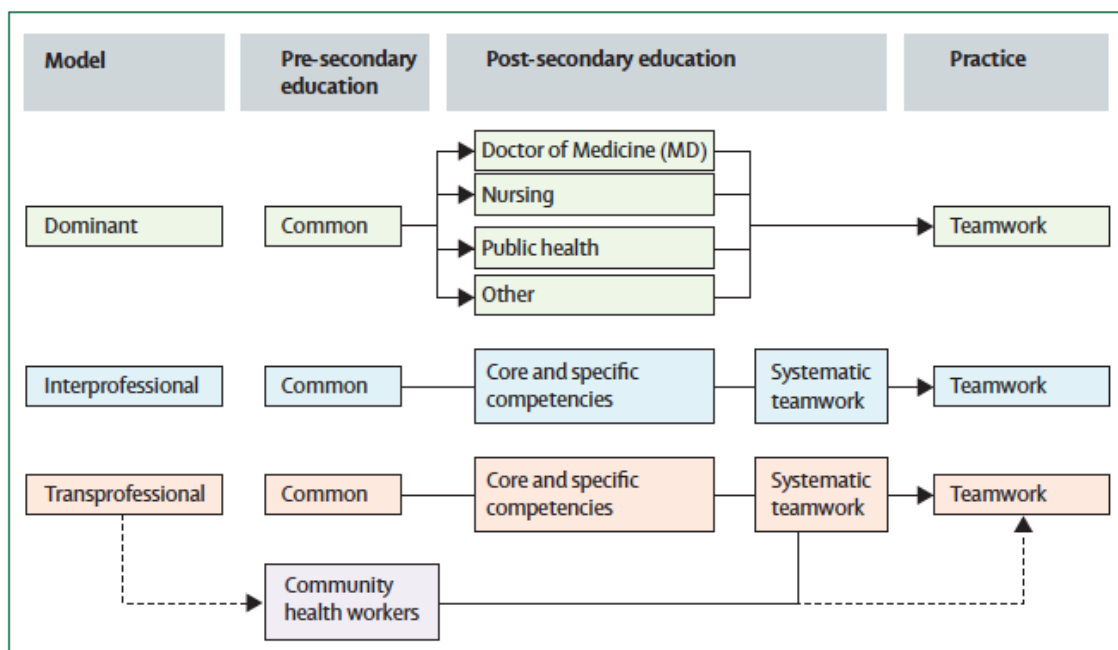 Model
Pre-secondary
education
Post-secondary education
Practice
Doctor of Medicine (MD)
Nursing
Dominant
Common
Public health
Teamwork
Other
Interprofessional
Common
Core and specific
competencies
Systematic
teamwork
Teamwork
Transprofessional
Common
Core and specific
competencies
Systematic
teamwork
Teamwork
Community
health workers